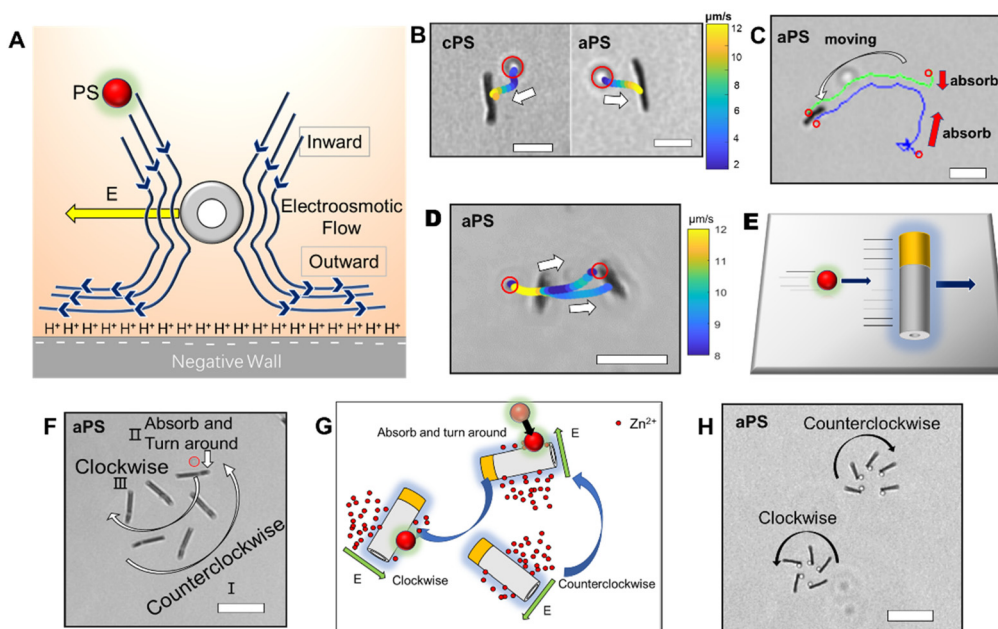 A
PS
Inward
E
Electroosmotic
Flow
Outward
H⁺ H⁺ H⁺ H⁺ H⁺ H⁺ H⁺ H⁺ H⁺ H⁺ H⁺ H⁺ H⁺ H⁺ H⁺ H⁺
Negative Wall
B
cPS
aPS
µm/s
12
10
8
6
4
2
C
aPS
moving
absorb
absorb
D
aPS
µm/s
12
11
10
9
8
E
F
aPS
II Absorb and
Turn around
Clockwise
III
Counterclockwise
I
G
Zn²⁺
Absorb and turn around
E
E
Clockwise
Counterclockwise
E
H
aPS
Counterclockwise
Clockwise